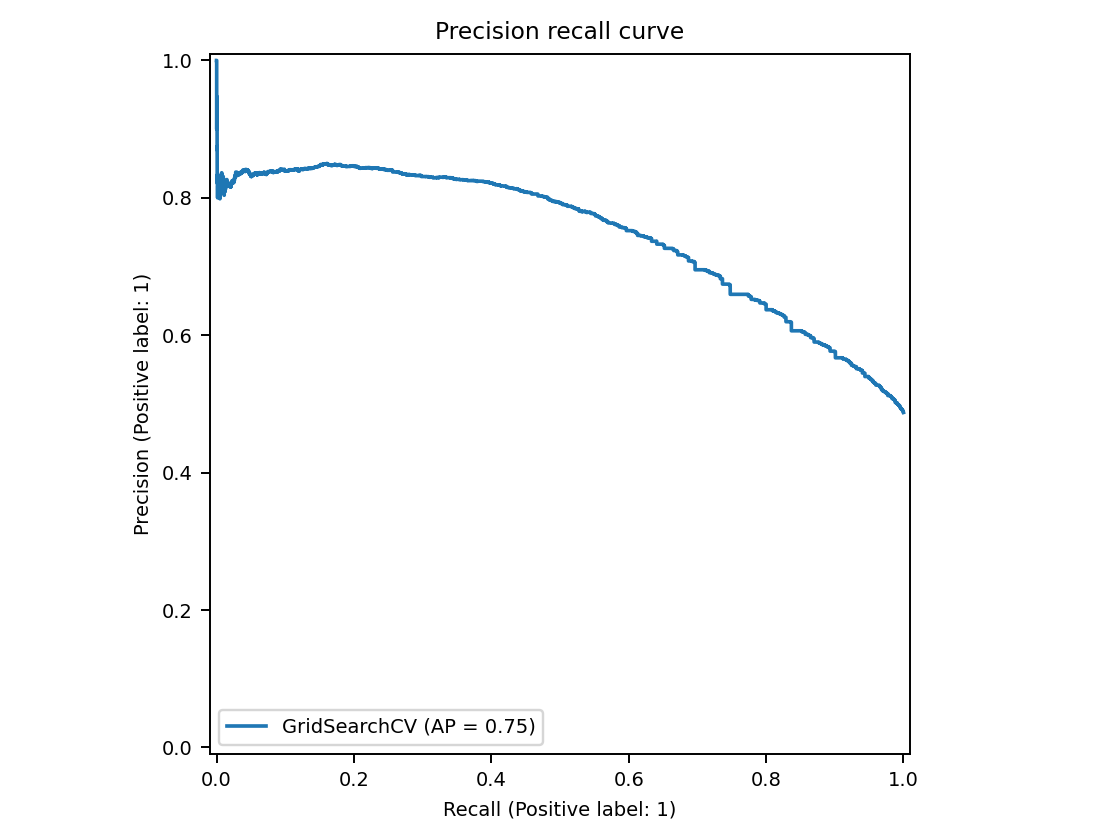 Precision recall curve
1.0
0.8
0.6
0.4
0.2
0.0
Precision (Positive label: 1)
GridSearchCV (AP = 0.75)
0.0 0.2 0.4 0.6 0.8 1.0
Recall (Positive label: 1)